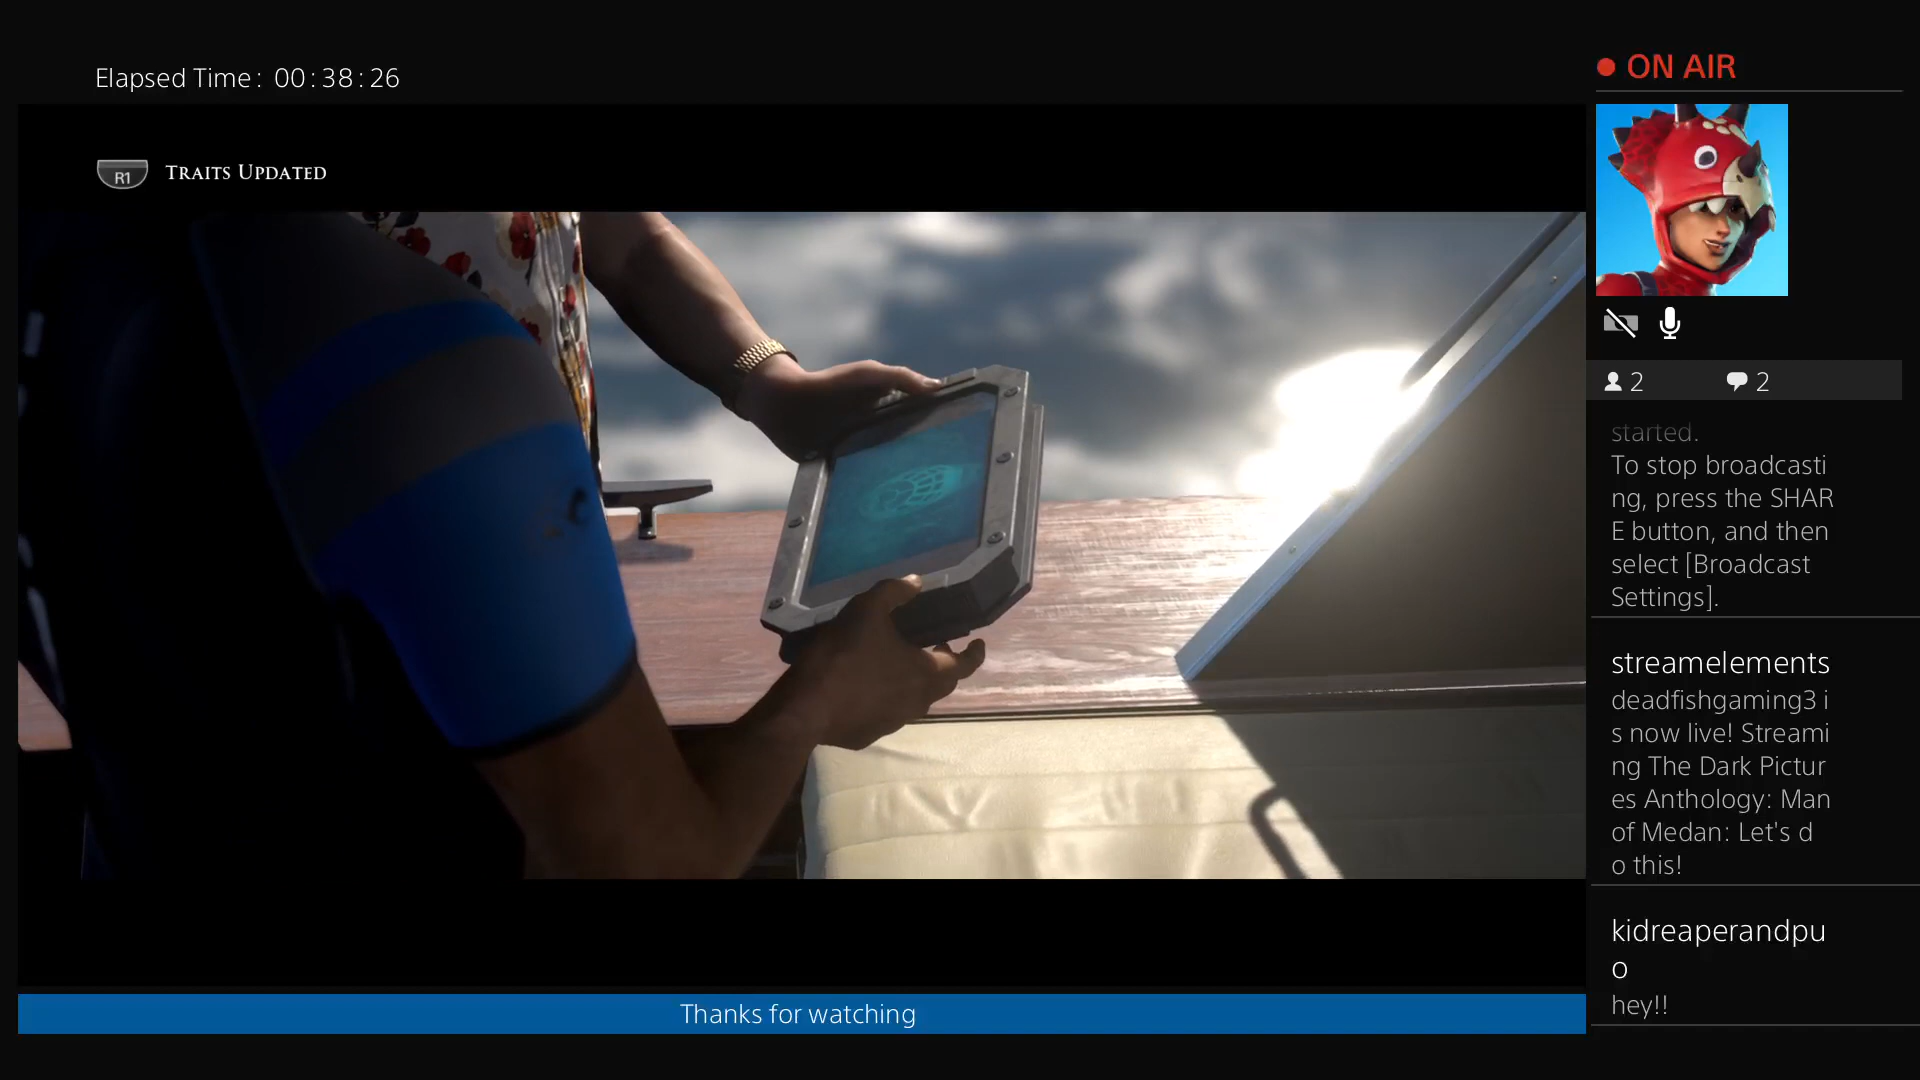 Elapsed Time: 00:38:26
R1 TRAITS UPDATED
Thanks for watching
ON AIR
2 2
started.
To stop broadcasti
ng, press the SHAR
E button, and then
select [Broadcast
Settings].
streamelements
deadfishgaming3 i
s now live! Streami
ng The Dark Pictur
es Anthology: Man
of Medan: Let's d
o this!
kidreaperandpu
o
hey!!